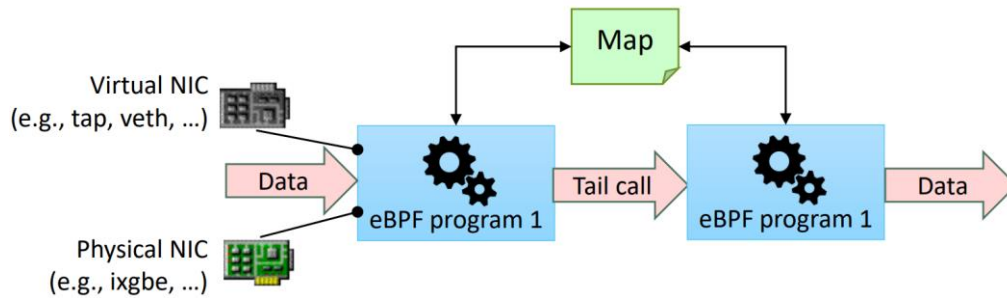 Map
Virtual NIC
(e.g., tap, veth, ...)
Data
Tail call
Data
eBPF program 1
eBPF program 1
Physical NIC
(e.g., ixgbe, ...)